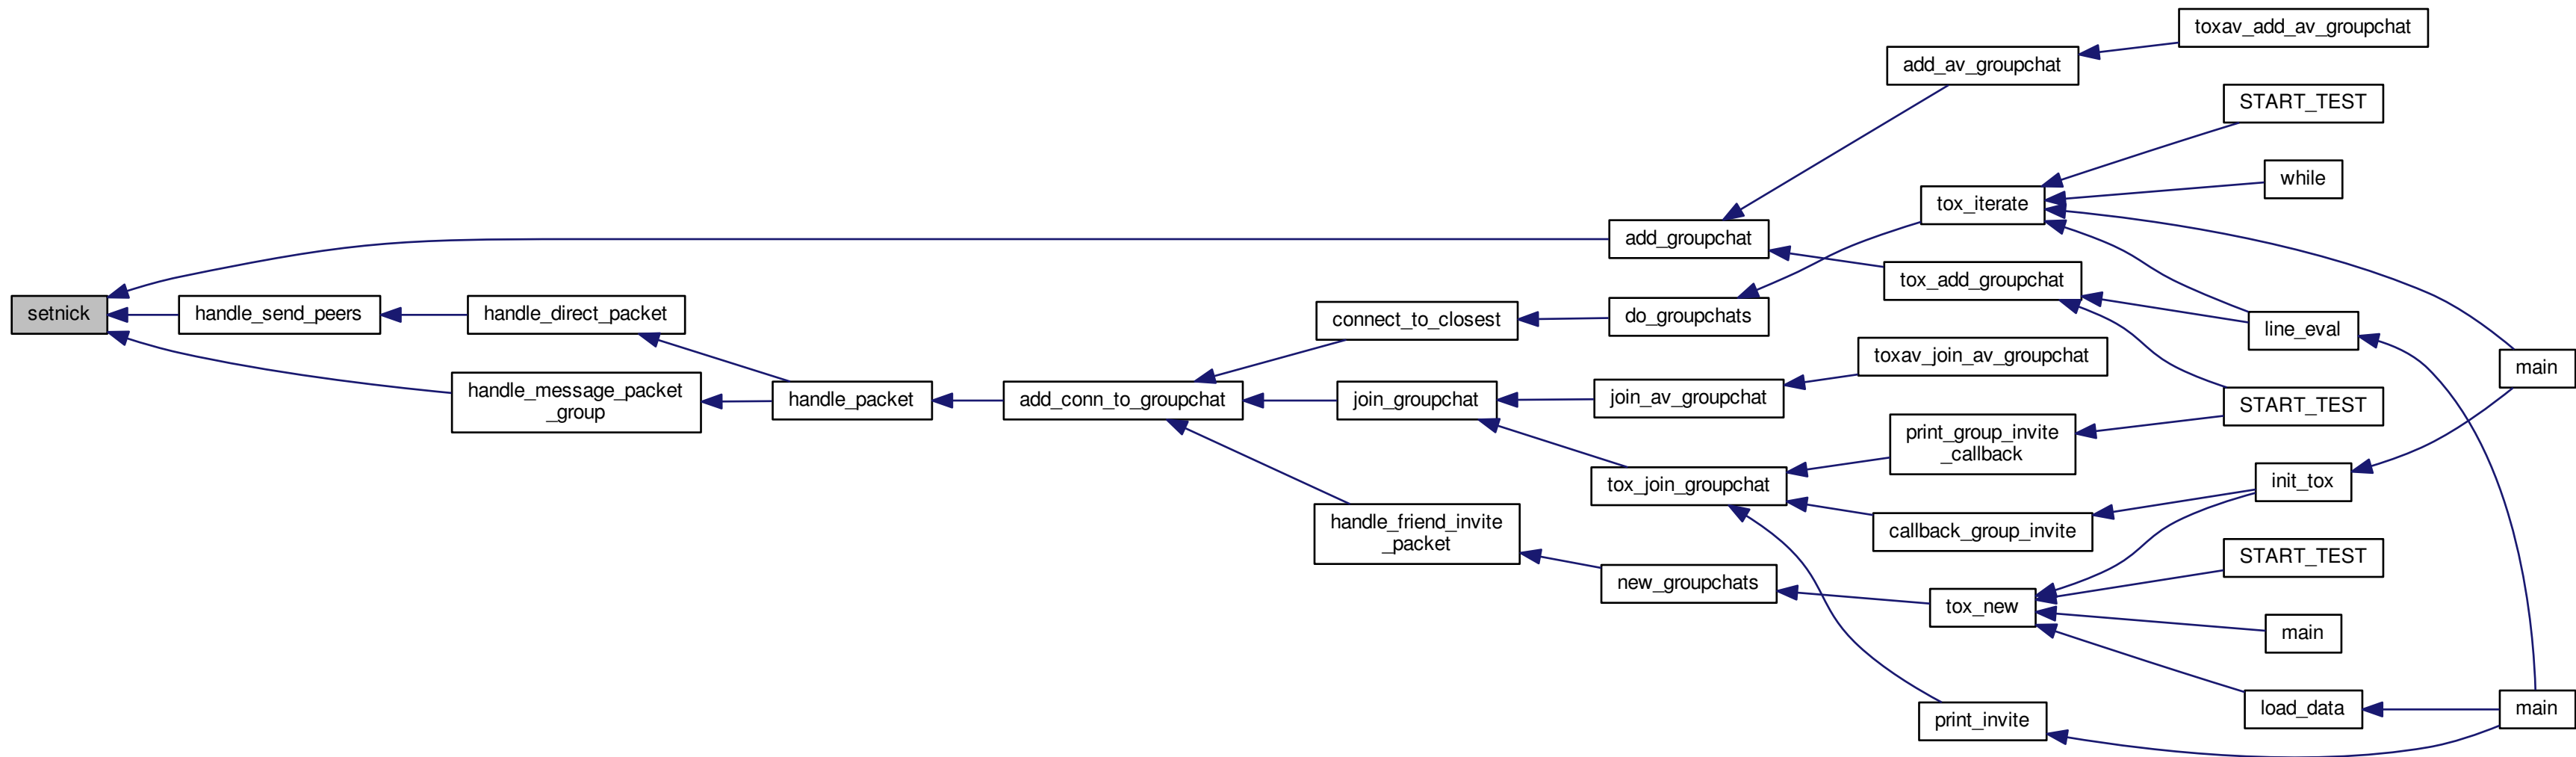 setnick
handle_send_peers
handle_direct_packet
handle_message_packet
_group
handle_packet
add_conn_to_groupchat
connect_to_closest
join_groupchat
handle_friend_invite
_packet
add_groupchat
do_groupchats
join_av_groupchat
tox_join_groupchat
new_groupchats
add_av_groupchat
tox_iterate
tox_add_groupchat
toxav_join_av_groupchat
print_group_invite
_callback
callback_group_invite
tox_new
print_invite
toxav_add_av_groupchat
START_TEST
while
line_eval
START_TEST
init_tox
START_TEST
main
load_data
main
main